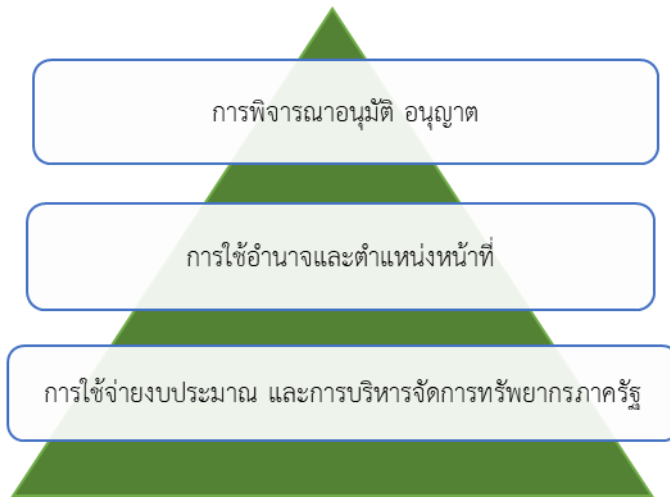 การพิจารณาอนุมัติ อนุญาต
การใช้อำนาจและตำแหน่งหน้าที่
การใช้จ่ายงบประมาณ และการบริหารจัดการทรัพยากรภาครัฐ